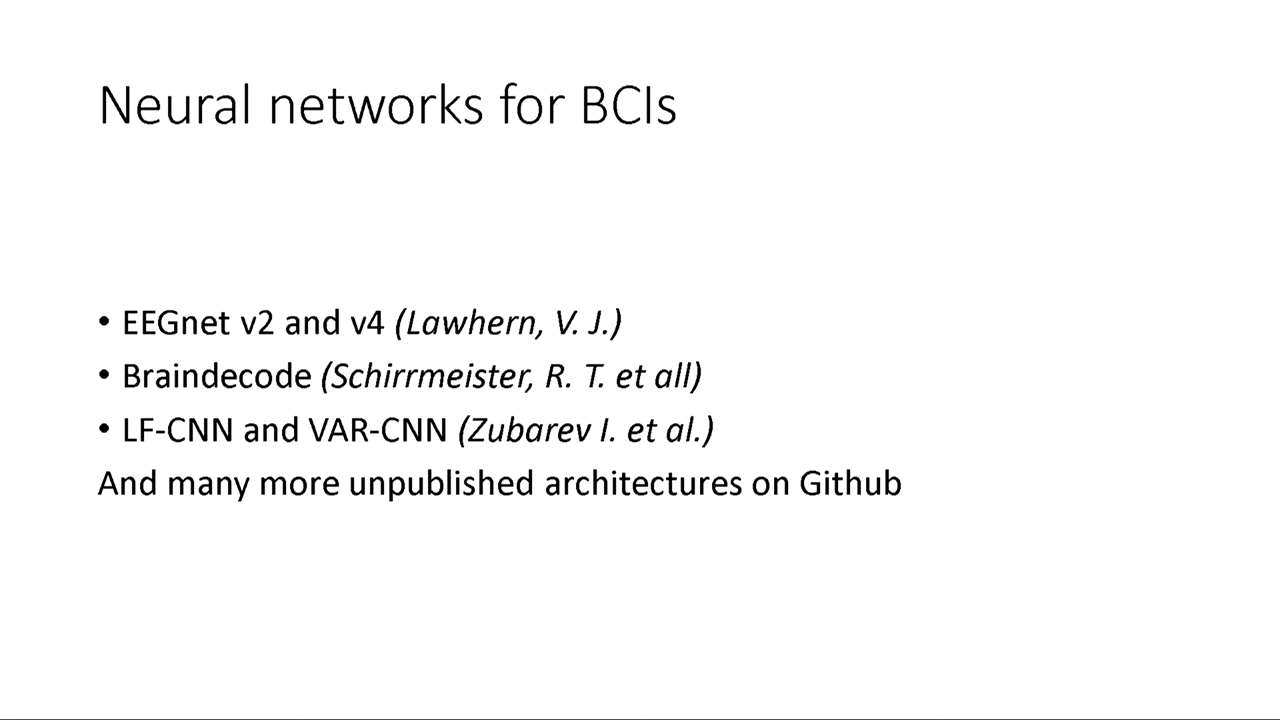 Neural networks for BCIs
• EEGnet v2 and v4 (Lawhern, V. J.)
• Braindecode (Schirrmeister, R. T. et all)
• LF-CNN and VAR-CNN (Zubarev I. et al.)
And many more unpublished architectures on Github